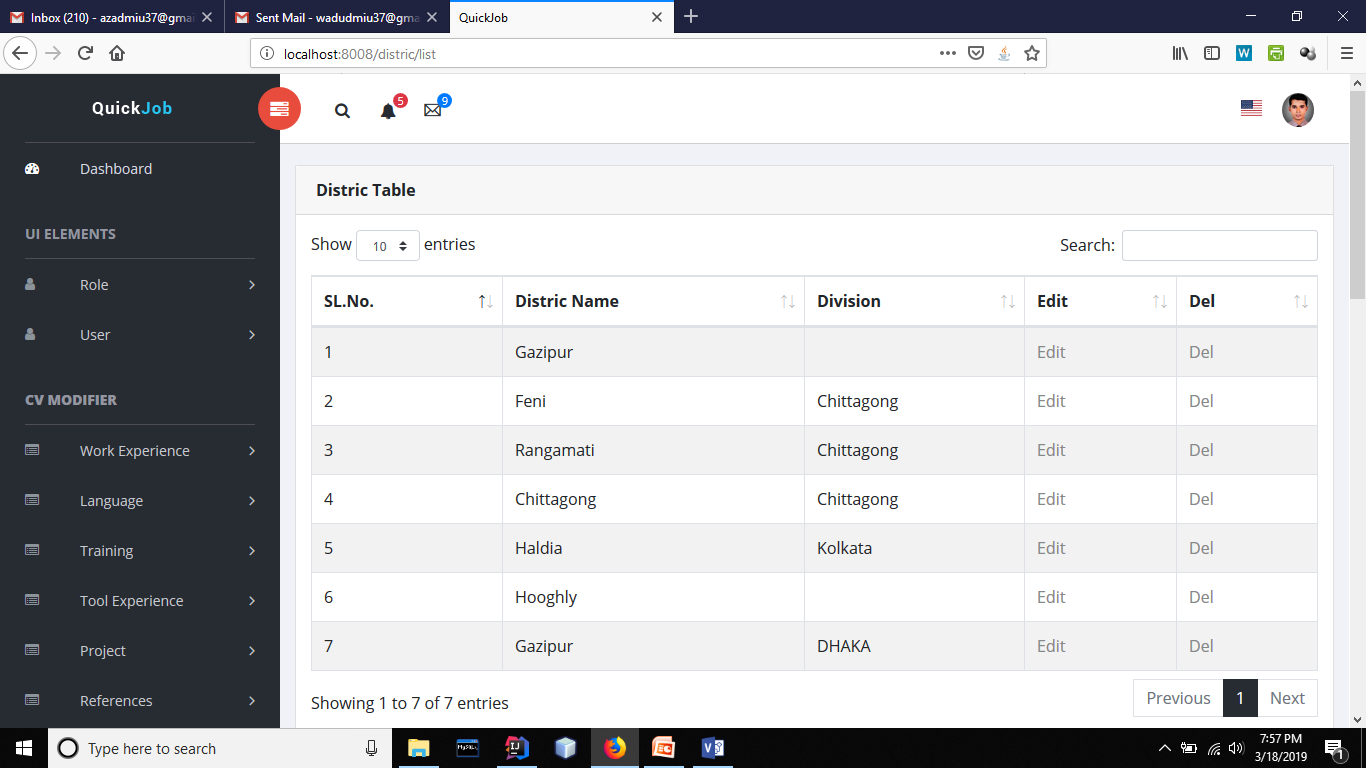 Inbox (210) - azadmiu37@gmai
Sent Mail - wadudmiu37@gma
QuickJob
localhost:8008/distric/list
QuickJob
5
9
Dashboard
UI ELEMENTS
Role
User
CV MODIFIER
Work Experience
Language
Training
Tool Experience
Project
References
Distric Table
Show 10 entries
Search:
SL.No. Distric Name Division Edit Del
1 Gazipur Edit Del
2 Feni Chittagong Edit Del
3 Rangamati Chittagong Edit Del
4 Chittagong Chittagong Edit Del
5 Haldia Kolkata Edit Del
6 Hooghly Edit Del
7 Gazipur DHAKA Edit Del
Showing 1 to 7 of 7 entries
Previous 1 Next
Type here to search
7:57 PM
3/18/2019
1